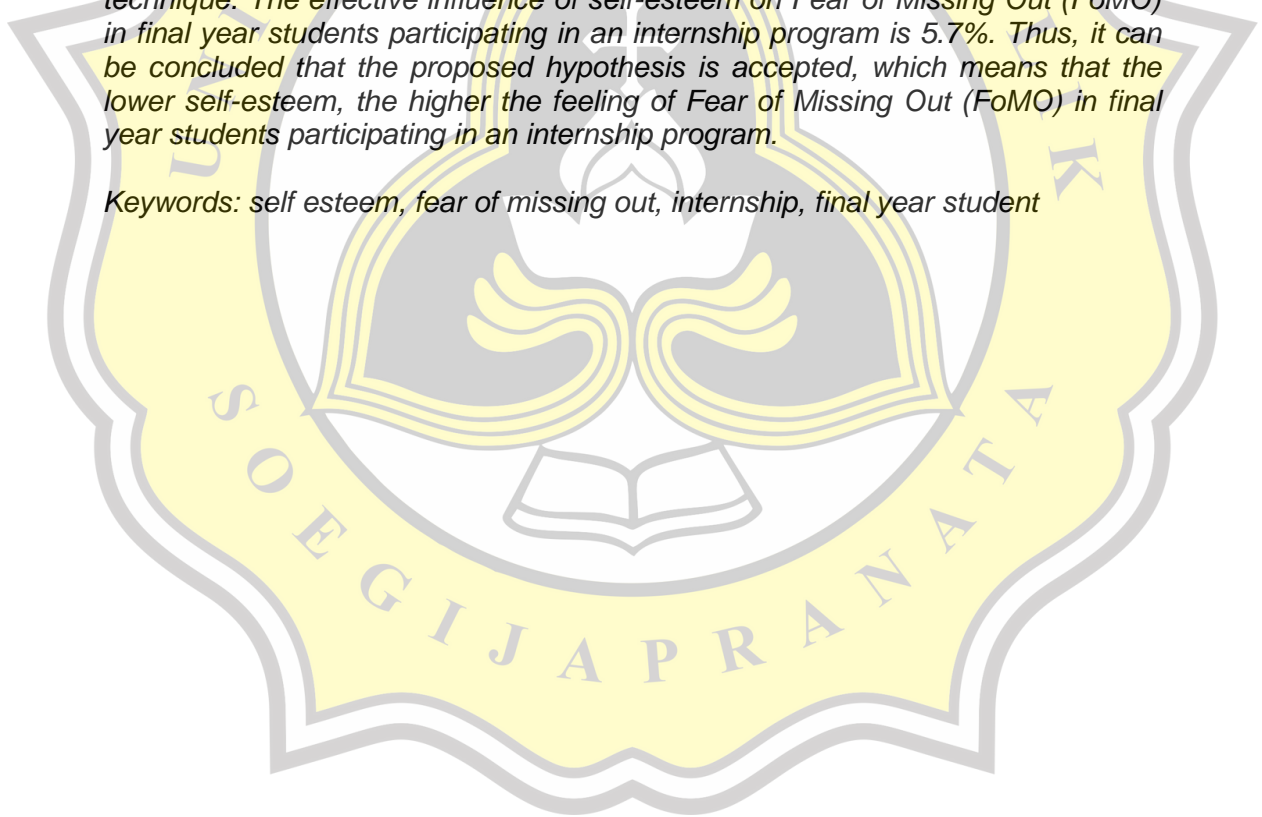 technique. The effective influence of self-esteem on Fear of Missing Out (FoMO)
in final year students participating in an internship program is 5.7%. Thus, it can
be concluded that the proposed hypothesis is accepted, which means that the
lower self-esteem, the higher the feeling of Fear of Missing Out (FoMO) in final
year students participating in an internship program.
Keywords: self esteem, fear of missing out, internship, final year student
UNI
LIK
SOEGIJAPRANATA